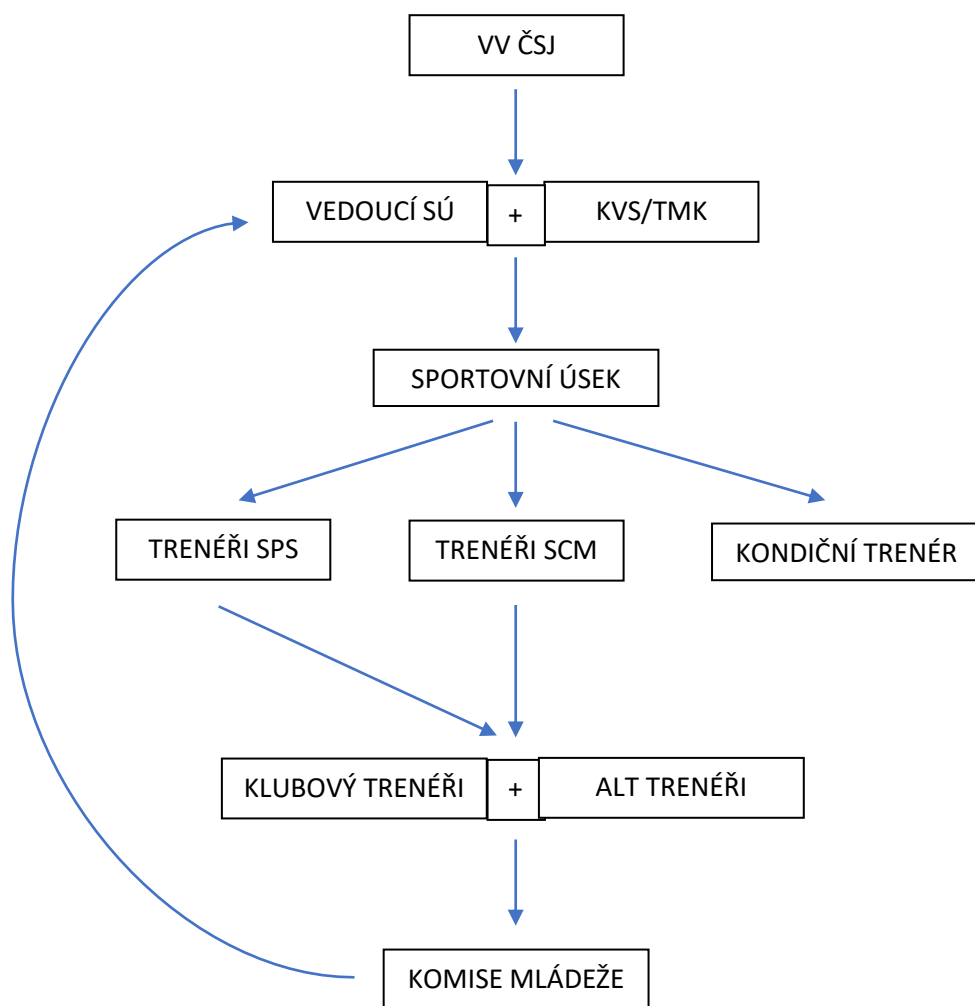 VV ČSJ
VEDOUCÍ SÚ + KVS/TMK
SPORTOVNÍ ÚSEK
TRENÉŘI SPS TRENÉŘI SCM KONDIČNÍ TRENÉR
KLUBOVÝ TRENÉŘI + ALT TRENÉŘI
KOMISE MLÁDEŽE